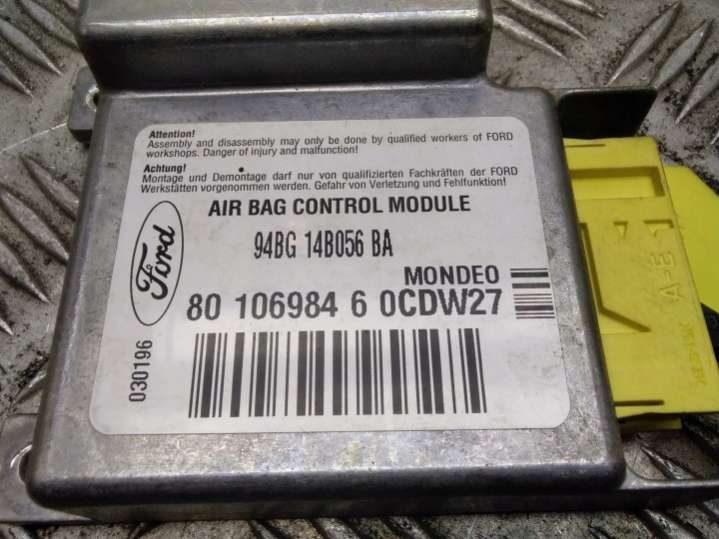 Attention!
Assembly and disassembly may only be done by qualified workers of FORD
workshops. Danger of injury and malfunction!
Achtung!
Montage und Demontage darf nur von qualifizierten Fachkräften der FORD
Werkstätten vorgenommen werden. Gefahr von Verletzung und Fehlfunktion!
AIR BAG CONTROL MODULE
Ford
94BG 14B056 BA
MONDEO
80 106984 6 0CDW27
030196
A-E 1